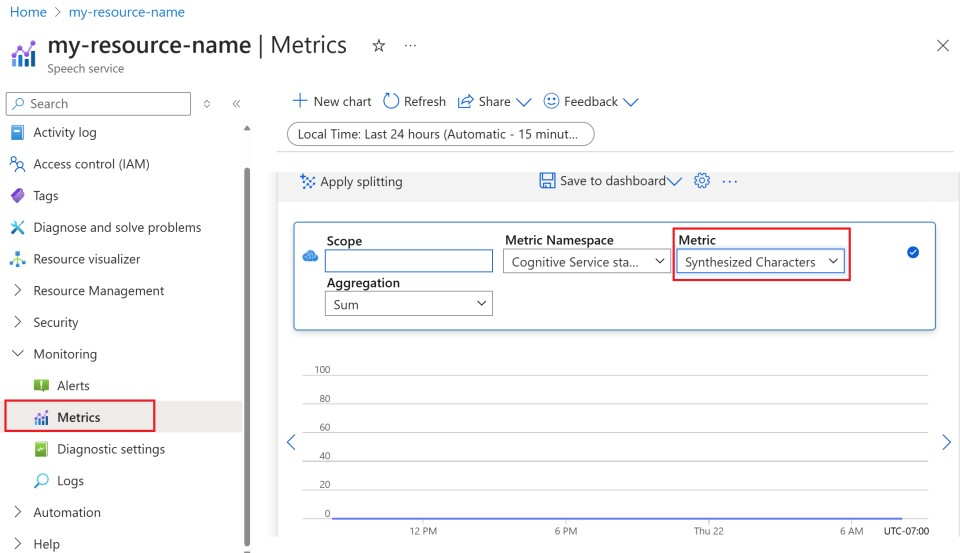 Home > my-resource-name
my-resource-name | Metrics
Speech service
Search
Activity log
Access control (IAM)
Tags
Diagnose and solve problems
Resource visualizer
Resource Management
Security
Monitoring
Alerts
Metrics
Diagnostic settings
Logs
Automation
Help
New chart Refresh Share Feedback
Local Time: Last 24 hours (Automatic - 15 minut...
Apply splitting Save to dashboard
Scope Metric Namespace Metric
Cognitive Service sta... Synthesized Characters
Aggregation
Sum
100
80
60
40
20
0
12 PM 6 PM Thu 22 6 AM UTC-07:00